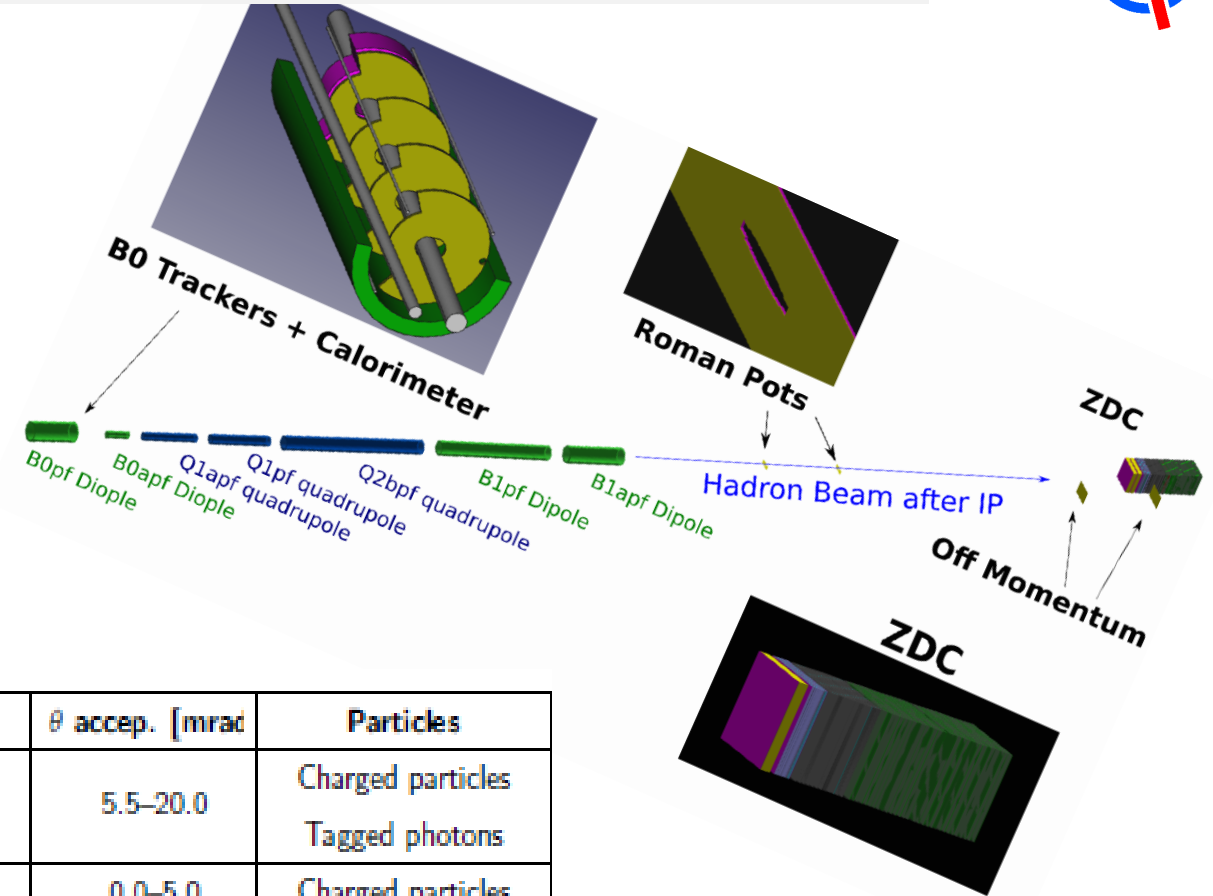 B0 Trackers + Calorimeter
Roman Pots
ZDC
B0pf Diople
B0apf Diople
Q1apf quadrupole
Q1pf quadrupole
Q2bpf quadrupole
B1pf Dipole
B1apf Dipole
Hadron Beam after IP
Off Momentum
ZDC
θ accep. [mrad
Particles
5.5–20.0
Charged particles
Tagged photons
0.0–5.0
Charged particles